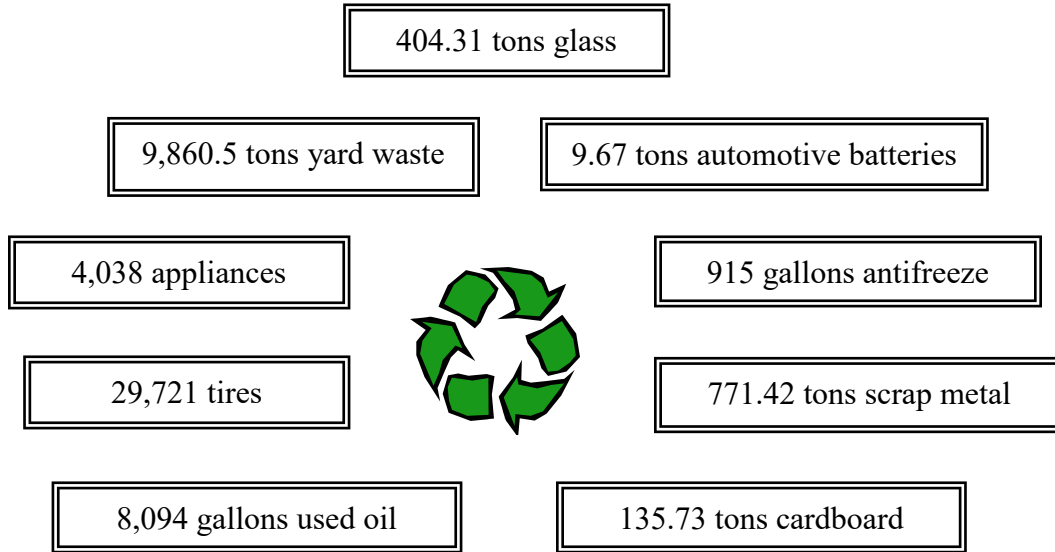 404.31 tons glass
9,860.5 tons yard waste
9.67 tons automotive batteries
4,038 appliances
915 gallons antifreeze
29,721 tires
771.42 tons scrap metal
8,094 gallons used oil
135.73 tons cardboard